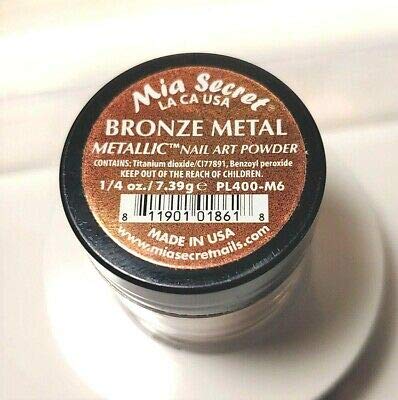 Mia Secret®
LA CA USA
BRONZE METAL
METALLIC™ NAIL ART POWDER
CONTAINS: Titanium dioxide/CI77891, Benzoyl peroxide
KEEP OUT OF THE REACH OF CHILDREN.
1/4 oz./7.39g℮ PL400-M6
8 11901 01861 8
MADE IN USA
www.miasecretnails.com